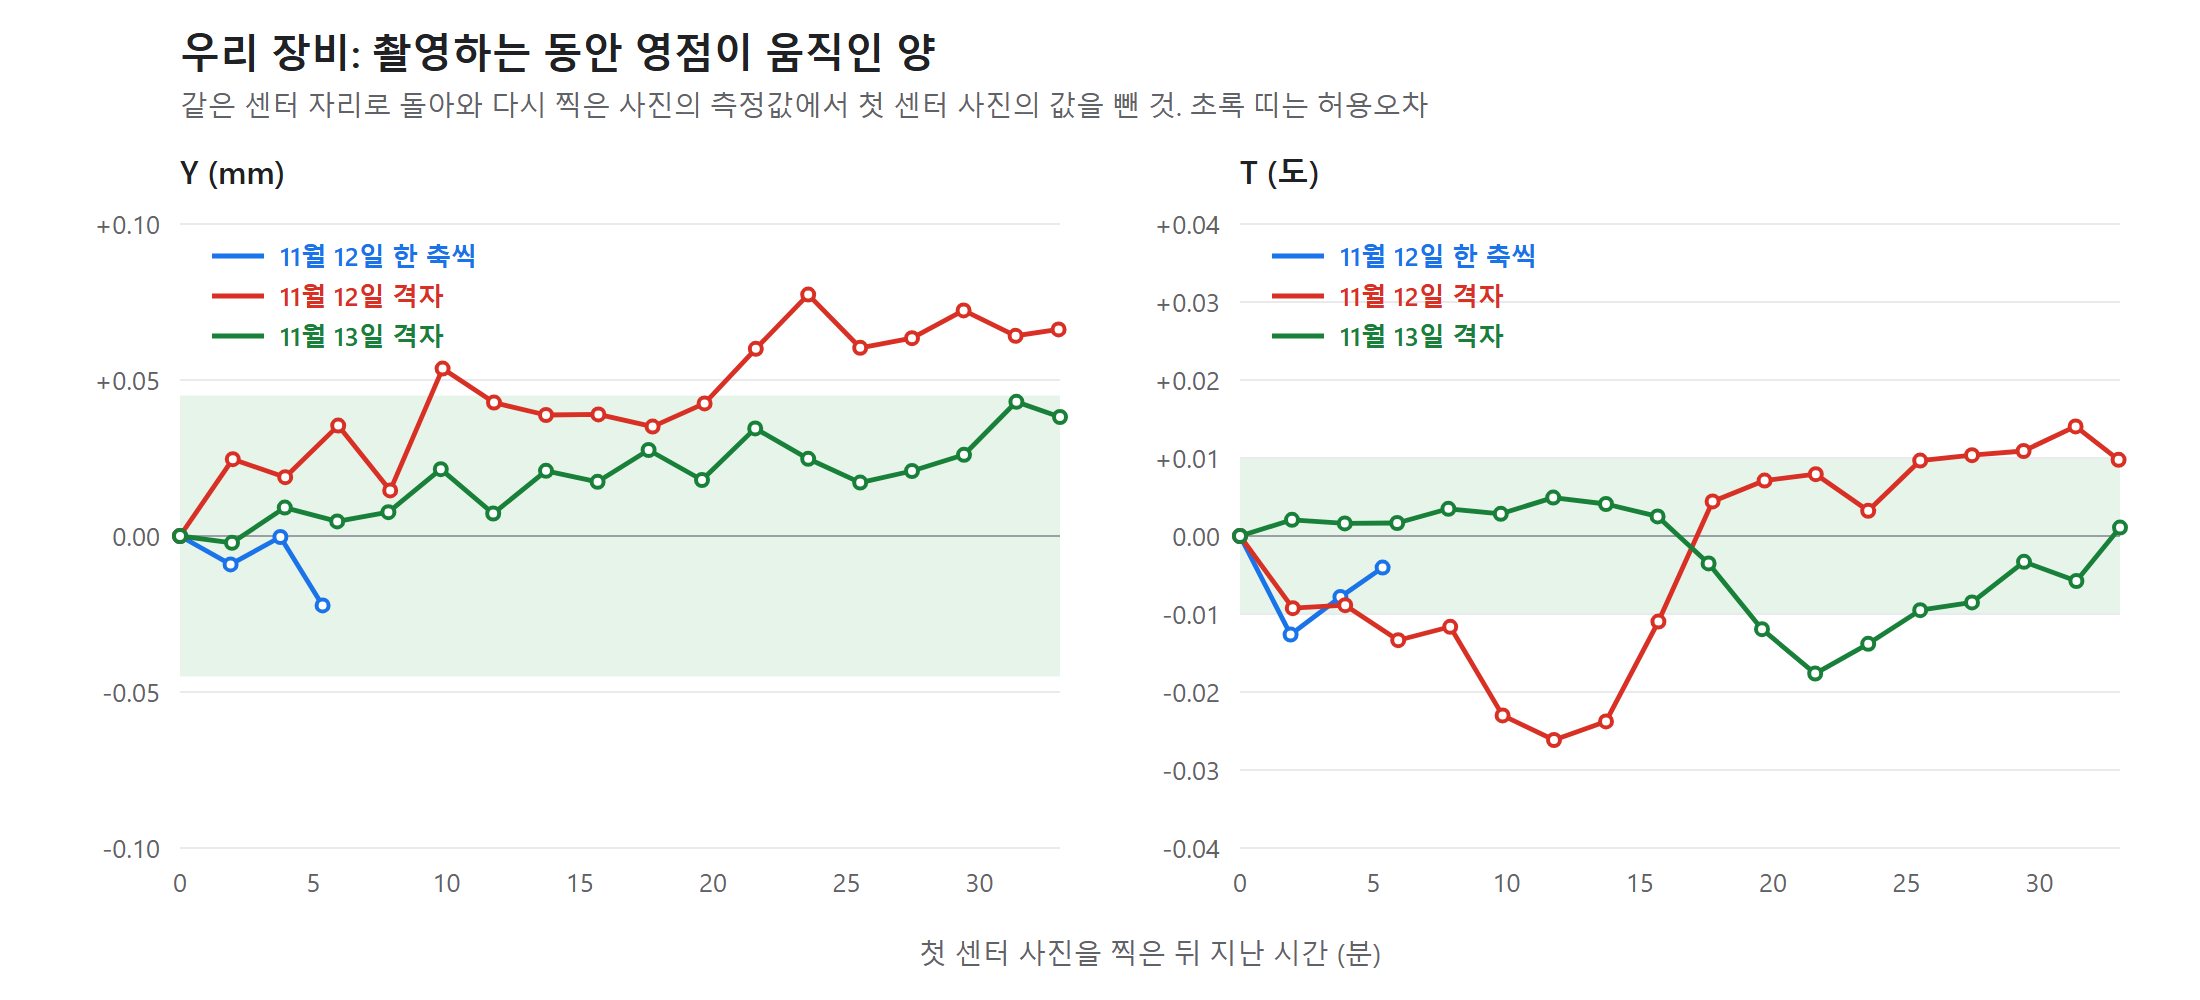 우리 장비: 촬영하는 동안 영점이 움직인 양
같은 센터 자리로 돌아와 다시 찍은 사진의 측정값에서 첫 센터 사진의 값을 뺀 것. 초록 띠는 허용오차
Y (mm)
+0.10
+0.05
0.00
-0.05
-0.10
11월 12일 한 축씩
11월 12일 격자
11월 13일 격자
0 5 10 15 20 25 30
T (도)
+0.04
+0.03
+0.02
+0.01
0.00
-0.01
-0.02
-0.03
-0.04
11월 12일 한 축씩
11월 12일 격자
11월 13일 격자
0 5 10 15 20 25 30
첫 센터 사진을 찍은 뒤 지난 시간 (분)